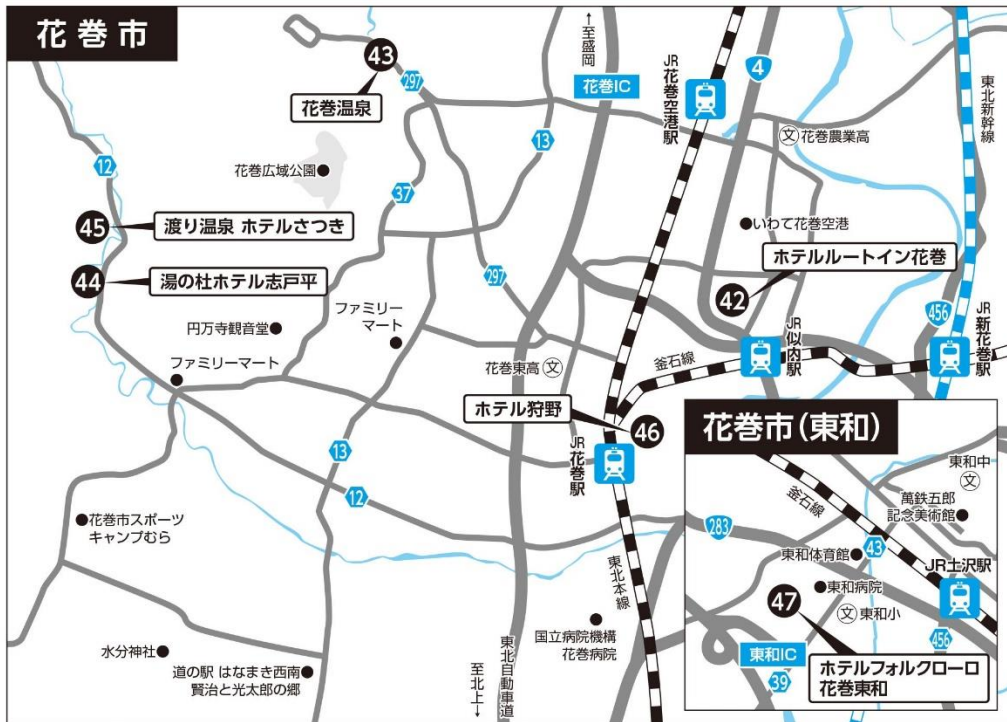 花巻市
43
花巻温泉
297
←至盛岡
花巻IC
JR花巻空港駅
4
東北新幹線
文
花巻農業高
12
花巻広域公園
13
37
45
渡り温泉 ホテルさつき
いわて花巻空港
ホテルルートイン花巻
44
湯の杜ホテル志戸平
297
42
456
JR新花巻駅
円万寺観音堂
ファミリー
マート
JR似内駅
釜石線
ファミリーマート
花巻東高
文
ホテル狩野
46
JR花巻駅
13
12
花巻市スポーツ
キャンプむら
東北本線
国立病院機構
花巻病院
水分神社
道の駅 はなまき西南
賢治と光太郎の郷
至北上→
東北自動車道
花巻市(東和)
東和中
文
釜石線
萬鉄五郎
記念美術館
283
43
東和体育館
JR土沢駅
東和病院
47
文
東和小
東和IC
456
39
ホテルフォルクローロ
花巻東和